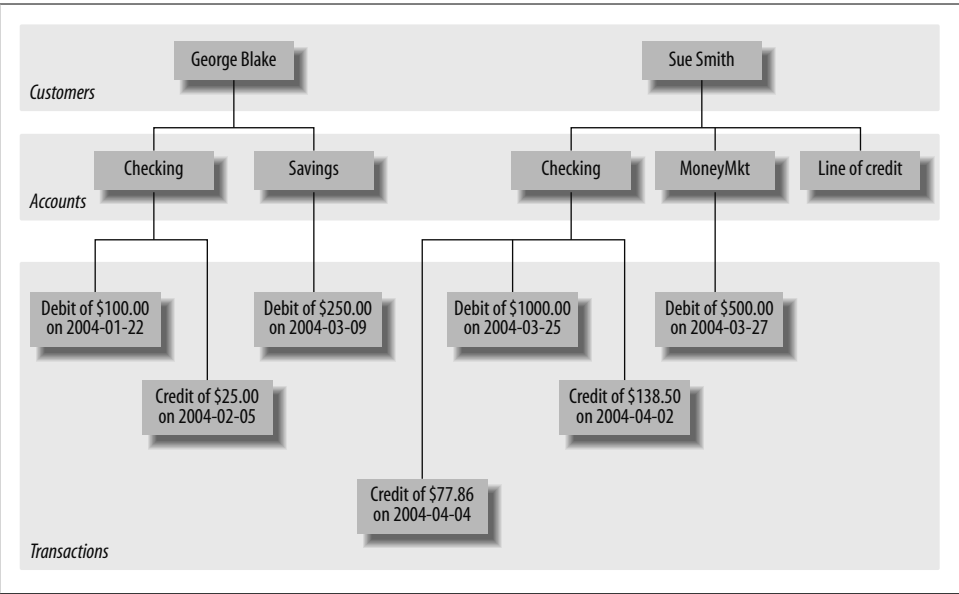 George Blake
Sue Smith
Customers
Checking
Savings
Checking
MoneyMkt
Line of credit
Accounts
Debit of $100.00
on 2004-01-22
Debit of $250.00
on 2004-03-09
Debit of $1000.00
on 2004-03-25
Debit of $500.00
on 2004-03-27
Credit of $25.00
on 2004-02-05
Credit of $138.50
on 2004-04-02
Credit of $77.86
on 2004-04-04
Transactions